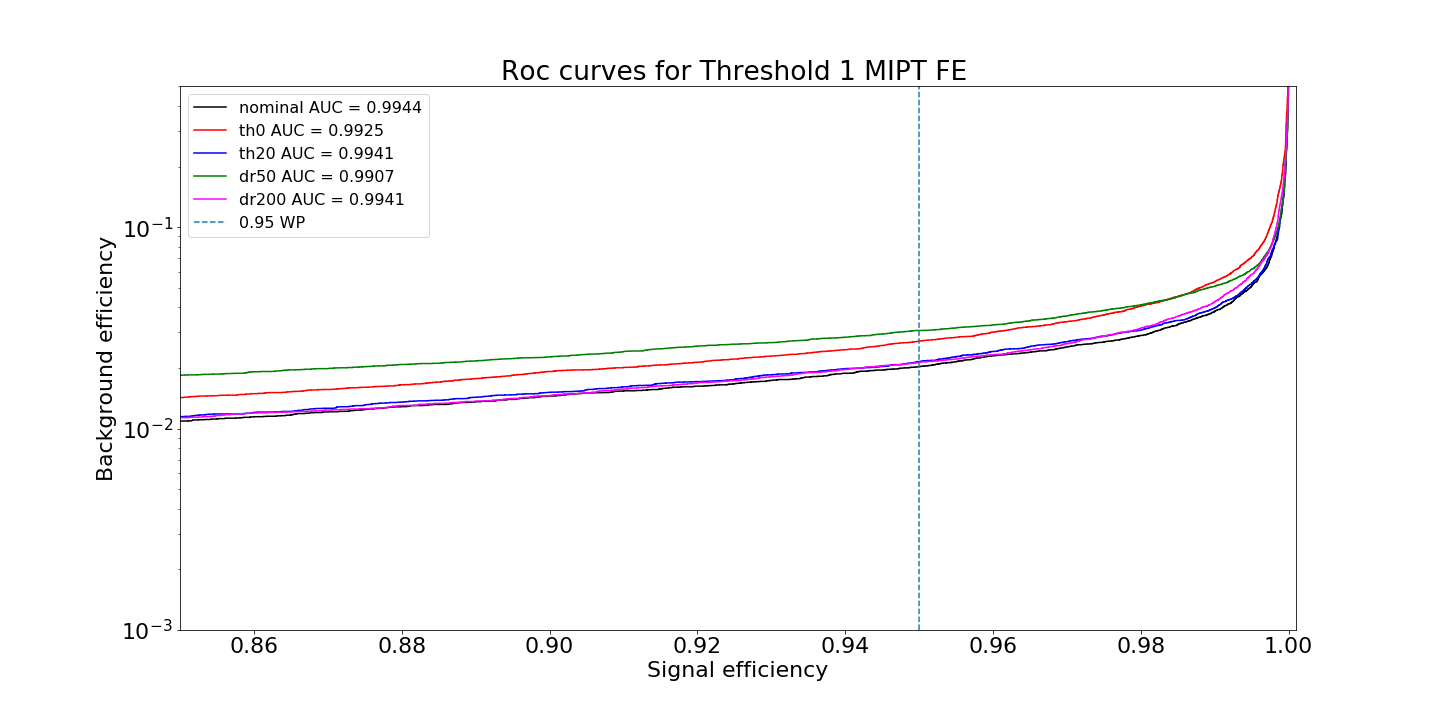 Roc curves for Threshold 1 MIPT FE
nominal AUC = 0.9944
th0 AUC = 0.9925
th20 AUC = 0.9941
dr50 AUC = 0.9907
dr200 AUC = 0.9941
0.95 WP
Background efficiency
10⁻¹
10⁻²
10⁻³
0.86 0.88 0.90 0.92 0.94 0.96 0.98 1.00
Signal efficiency